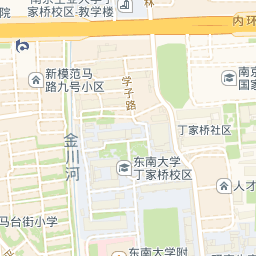 家桥校区-教学楼
内环
院
林
学子路
新模范马
路九号小区
南京
国家
丁家桥社区
金川河
东南大学
丁家桥校区
人才
马台街小学
东南大学附